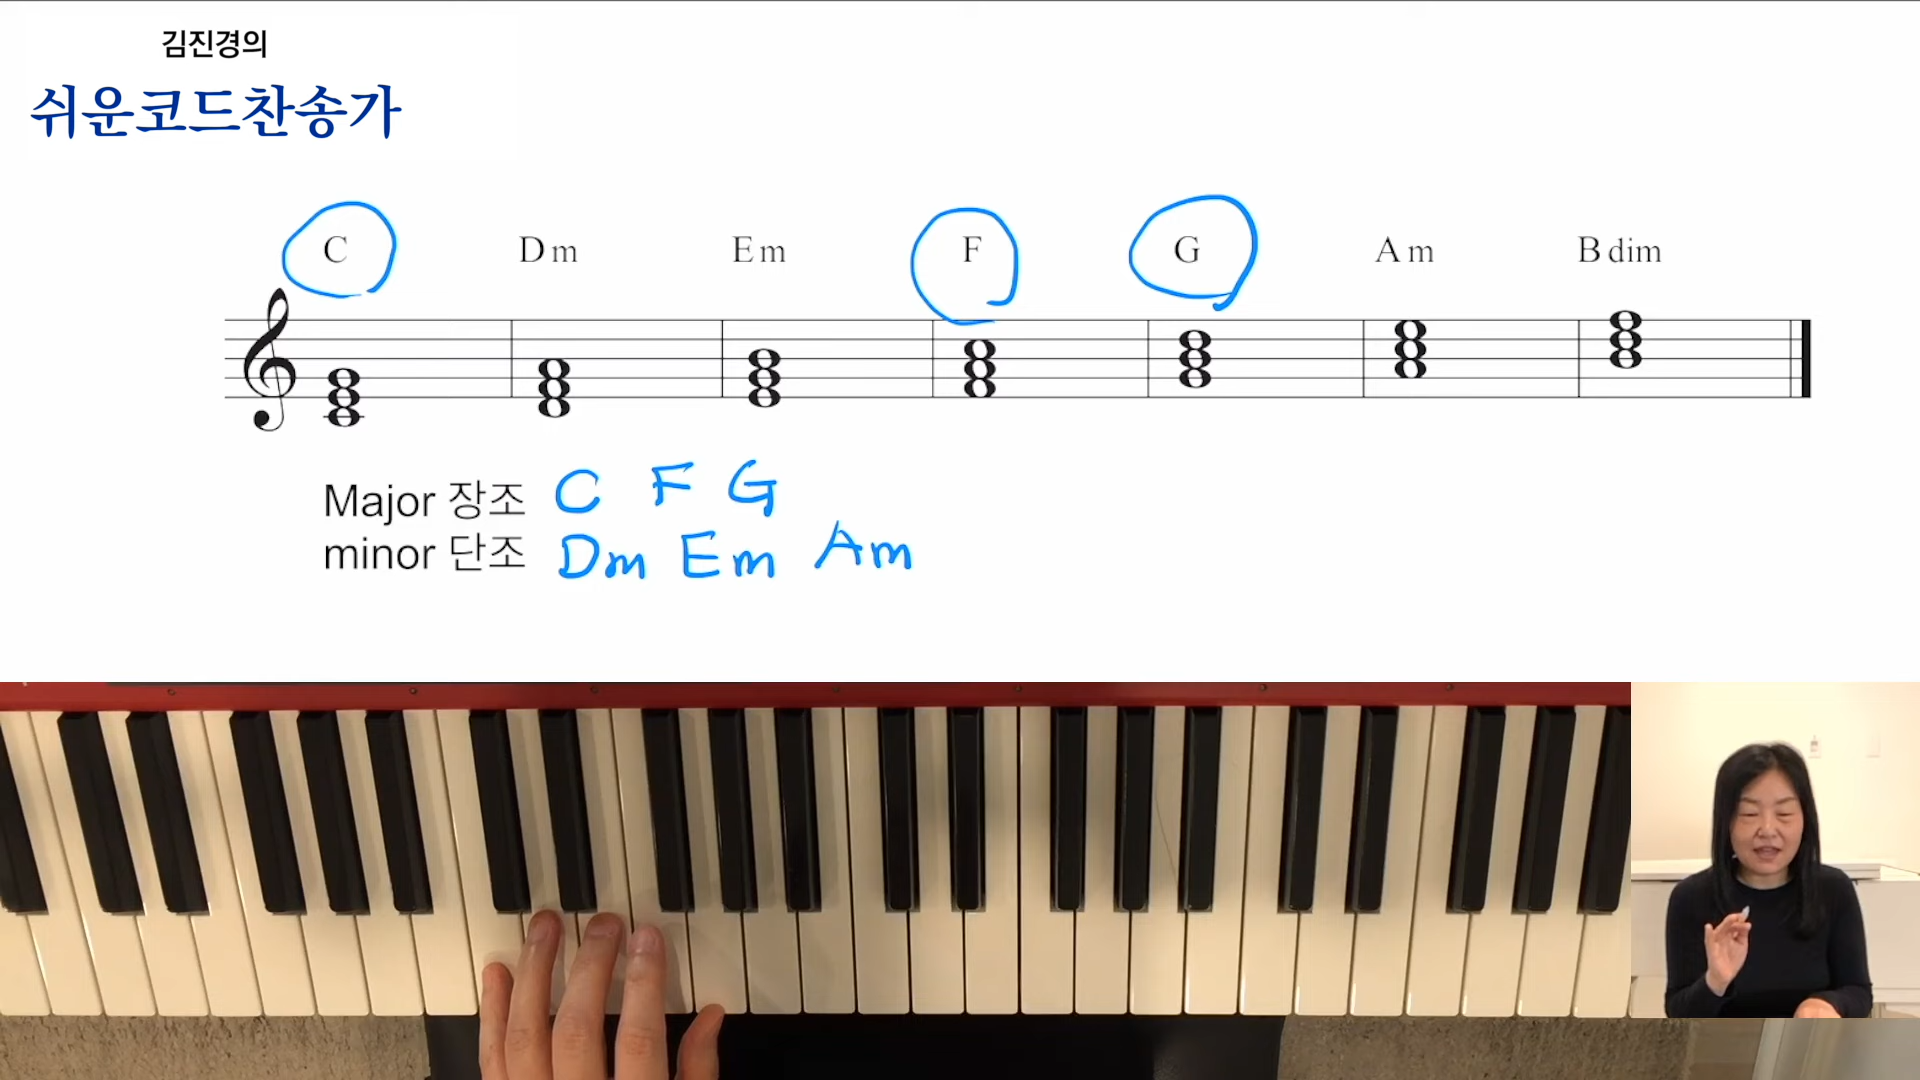 김진경의
쉬운코드찬송가
C Dm Em F G Am Bdim
Major 장조 C F G
minor 단조 Dm Em Am